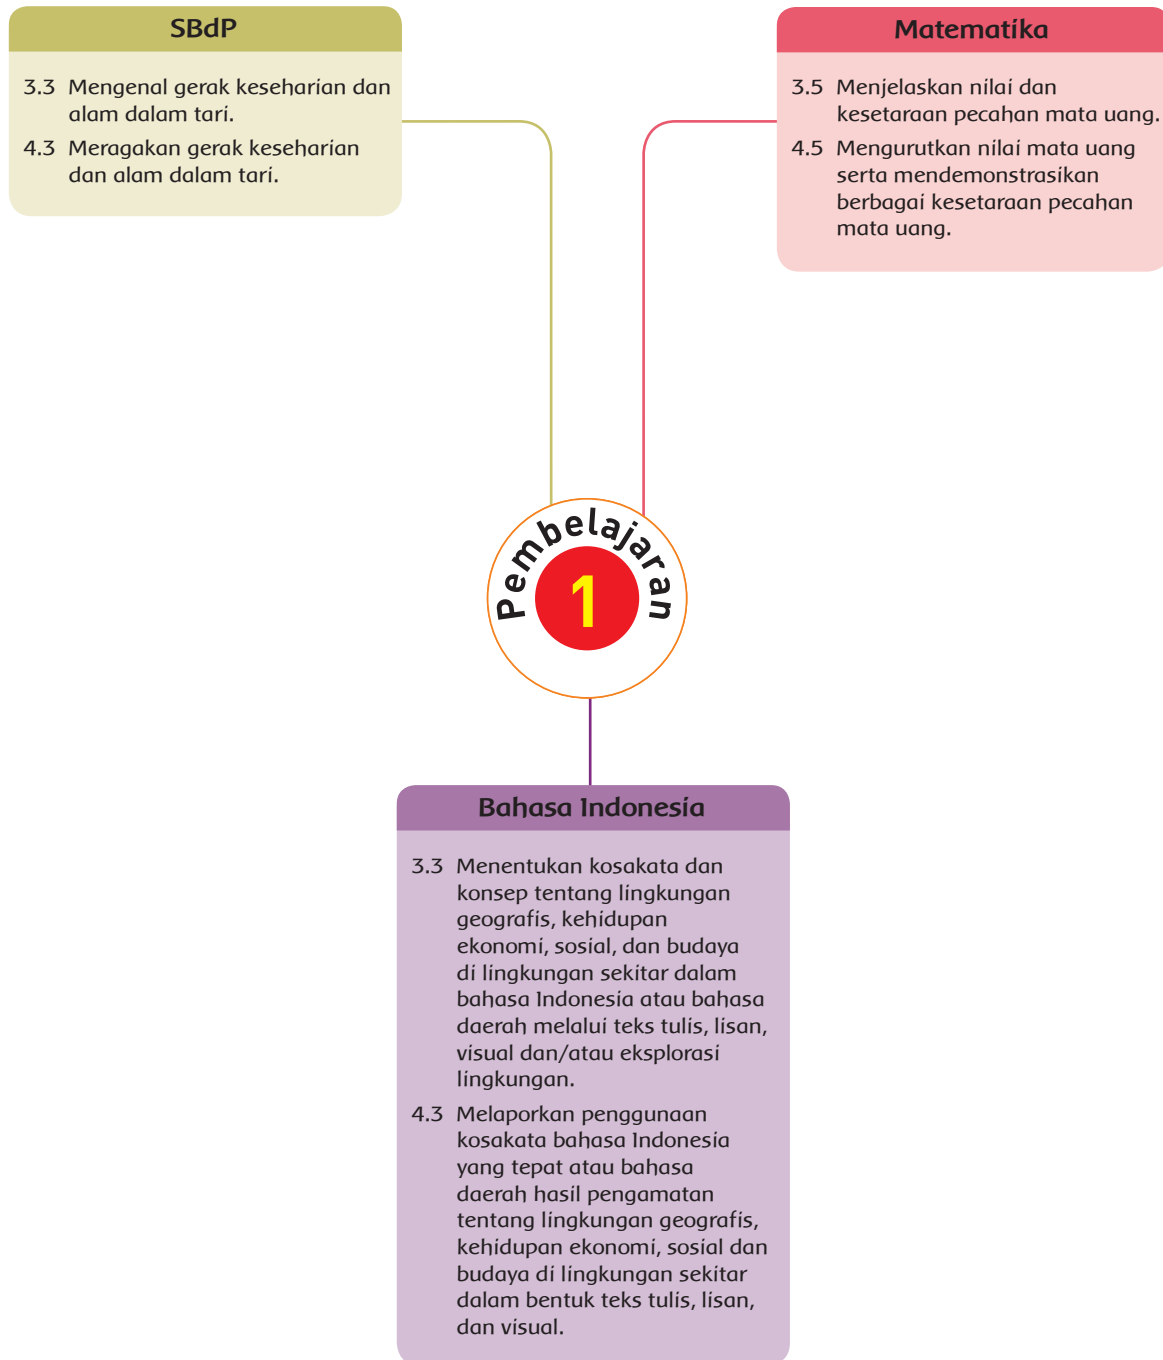 SBdP
3.3 Mengenal gerak keseharian dan
alam dalam tari.
4.3 Meragakan gerak keseharian
dan alam dalam tari.
Matematika
3.5 Menjelaskan nilai dan
kesetaraan pecahan mata uang.
4.5 Mengurutkan nilai mata uang
serta mendemonstrasikan
berbagai kesetaraan pecahan
mata uang.
Pembelajaran
1
Bahasa Indonesia
3.3 Menentukan kosakata dan
konsep tentang lingkungan
geografis, kehidupan
ekonomi, sosial, dan budaya
di lingkungan sekitar dalam
bahasa Indonesia atau bahasa
daerah melalui teks tulis, lisan,
visual dan/atau eksplorasi
lingkungan.
4.3 Melaporkan penggunaan
kosakata bahasa Indonesia
yang tepat atau bahasa
daerah hasil pengamatan
tentang lingkungan geografis,
kehidupan ekonomi, sosial dan
budaya di lingkungan sekitar
dalam bentuk teks tulis, lisan,
dan visual.